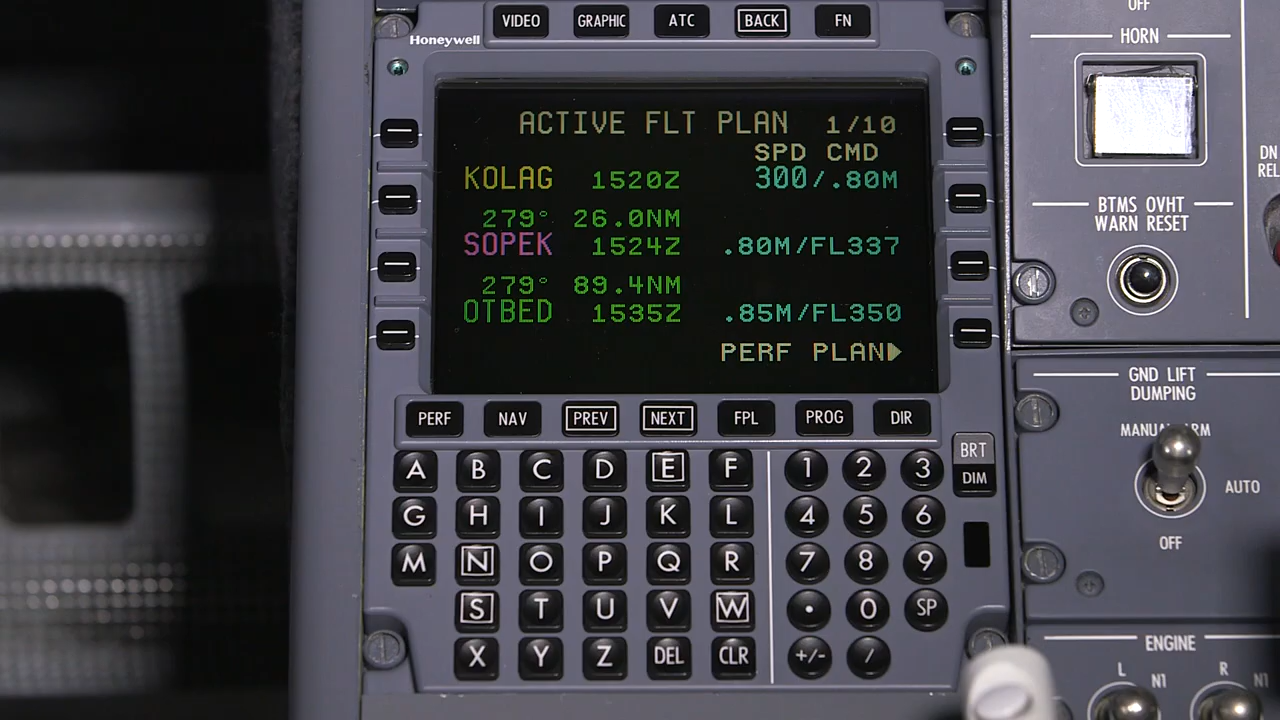 VIDEO GRAPHIC ATC BACK FN
Honeywell
ACTIVE FLT PLAN 1/10
SPD CMD
KOLAG 1520Z 300/.80M
279° 26.0NM
SOPEK 1524Z .80M/FL337
279° 89.4NM
OTBED 1535Z .85M/FL350
PERF PLAN
PERF NAV PREV NEXT FPL PROG DIR
BRT
DIM
A B C D E F 1 2 3
G H I J K L 4 5 6
M N O P Q R 7 8 9
S T U V W • 0 SP
X Y Z DEL CLR +/- /
OFF
HORN
BTMS OVHT
WARN RESET
DN
REL
GND LIFT
DUMPING
AUTO
OFF
ENGINE
L N1 R N1